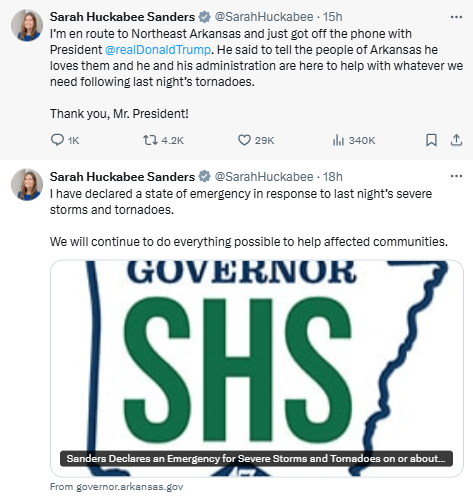 Sarah Huckabee Sanders @SarahHuckabee · 15h
I'm en route to Northeast Arkansas and just got off the phone with
President @realDonaldTrump. He said to tell the people of Arkansas he
loves them and he and his administration are here to help with whatever we
need following last night's tornadoes.
Thank you, Mr. President!
1K 4.2K 29K 340K
Sarah Huckabee Sanders @SarahHuckabee · 18h
I have declared a state of emergency in response to last night's severe
storms and tornadoes.
We will continue to do everything possible to help affected communities.
GOVERNOR
SHS
Sanders Declares an Emergency for Severe Storms and Tornadoes on or about...
From governor.arkansas.gov